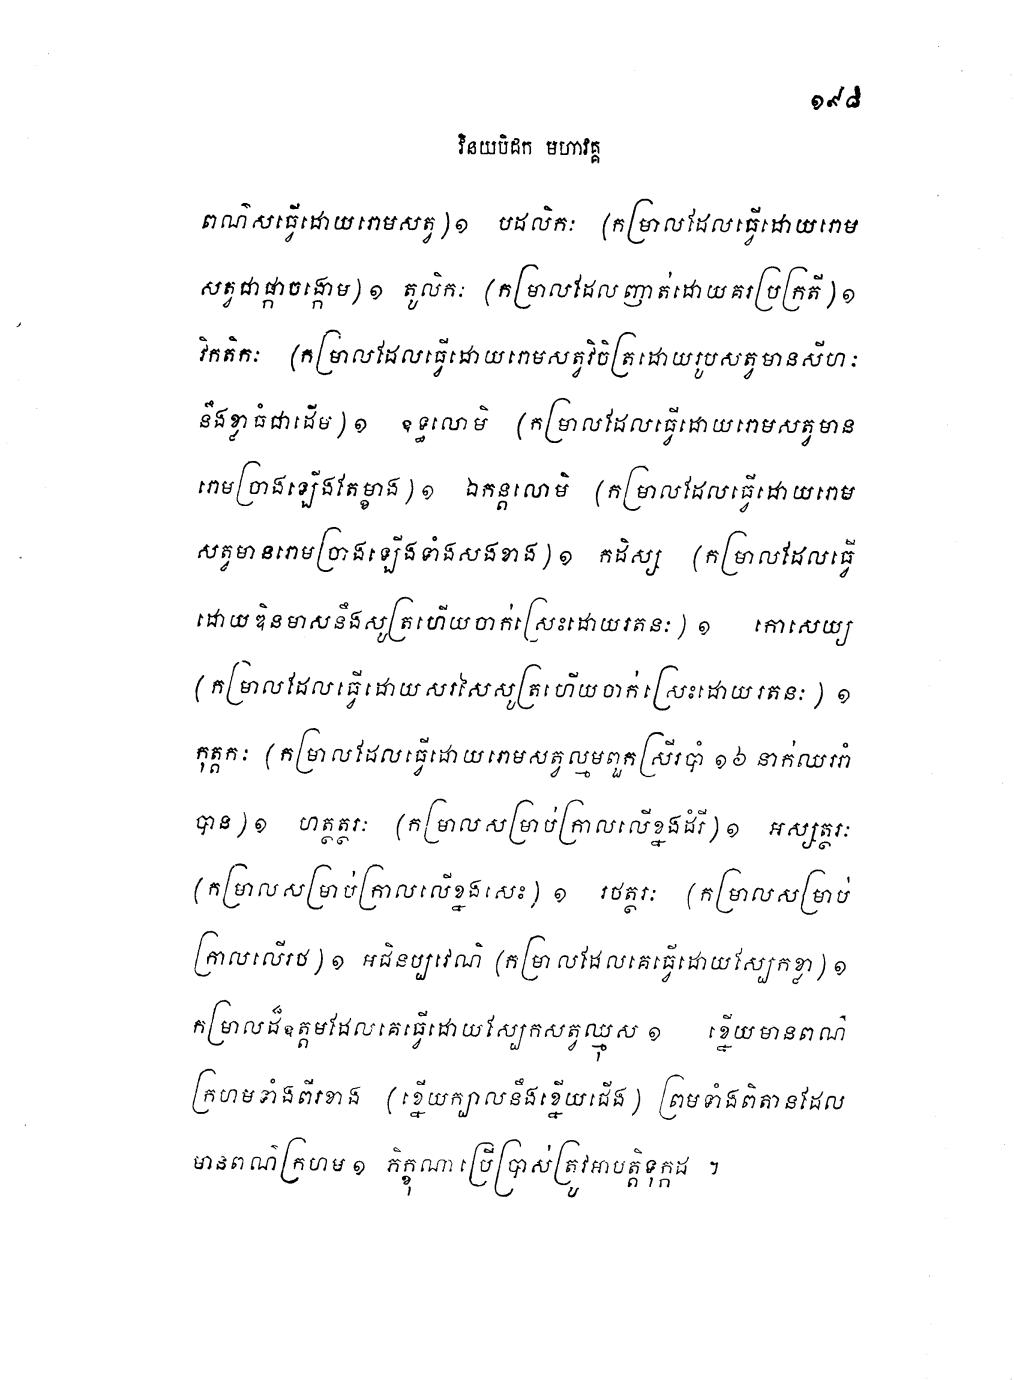 ១៩៨
វិនយបិដក មហាវគ្គ
ពណ៌សធ្វើដោយរោមសត្វ)១ បដលិកៈ (កម្រាលដែលធ្វើដោយរោម
សត្វជាផ្កាចង្កោម)១ តូលិកៈ (កម្រាលដែលញាត់ដោយគរប្រក្រតី)១
វិកតិកៈ (កម្រាលដែលធ្វើដោយរោមសត្វវិចិត្រដោយរូបសត្វមានសីហៈ
នឹងខ្លាធំជាដើម)១ ឧទ្ធលោមិ (កម្រាលដែលធ្វើដោយរោមសត្វមាន
រោមច្រាងឡើងតែម្ខាង)១ ឯកន្តលោមិ (កម្រាលដែលធ្វើដោយរោម
សត្វមានរោមច្រាងឡើងទាំងសងខាង)១ កដិស្ស (កម្រាលដែលធ្វើ
ដោយឌិនមាសនឹងសូត្រហើយចាក់ស្រែះដោយរតនៈ)១ កោសេយ្យ
(កម្រាលដែលធ្វើដោយសរសៃសូត្រហើយចាក់ស្រែះដោយរតនៈ)១
កុត្តកៈ (កម្រាលដែលធ្វើដោយរោមសត្វល្មមពួកស្រីរបាំ ១៦ នាក់ឈររាំ
បាន)១ ហត្ថត្ថរៈ (កម្រាលសម្រាប់ក្រាលលើខ្នងដំរី)១ អស្សត្ថរៈ
(កម្រាលសម្រាប់ក្រាលលើខ្នងសេះ)១ រថត្ថរៈ (កម្រាលសម្រាប់
ក្រាលលើរថ)១ អជិនប្បវេណិ (កម្រាលដែលគេធ្វើដោយស្បែកខ្លា)១
កម្រាលដ៏ឧត្តមដែលគេធ្វើដោយស្បែកសត្វឈ្មុស ១ ខ្នើយមានពណ៌
ក្រហមទាំងពីរខាង (ខ្នើយក្បាលនឹងខ្នើយជើង) ព្រមទាំងពិតានដែល
មានពណ៌ក្រហម១ ភិក្ខុណាប្រើប្រាស់ត្រូវអាបត្តិទុក្កដ ។